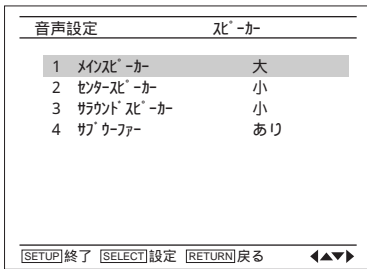 音声設定 ｽﾋﾟｰｶｰ
1 ﾒｲﾝｽﾋﾟｰｶｰ 大
2 ｾﾝﾀｰｽﾋﾟｰｶｰ 小
3 ｻﾗｳﾝﾄﾞｽﾋﾟｰｶｰ 小
4 ｻﾌﾞｳｰﾌｧｰ あり
SETUP 終了 SELECT 設定 RETURN 戻る ◀▲▼▶